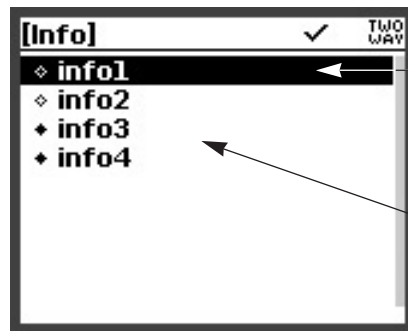 [Info] ✓ TWO WAY
⋄ info1
⋄ info2
⬥ info3
⬥ info4